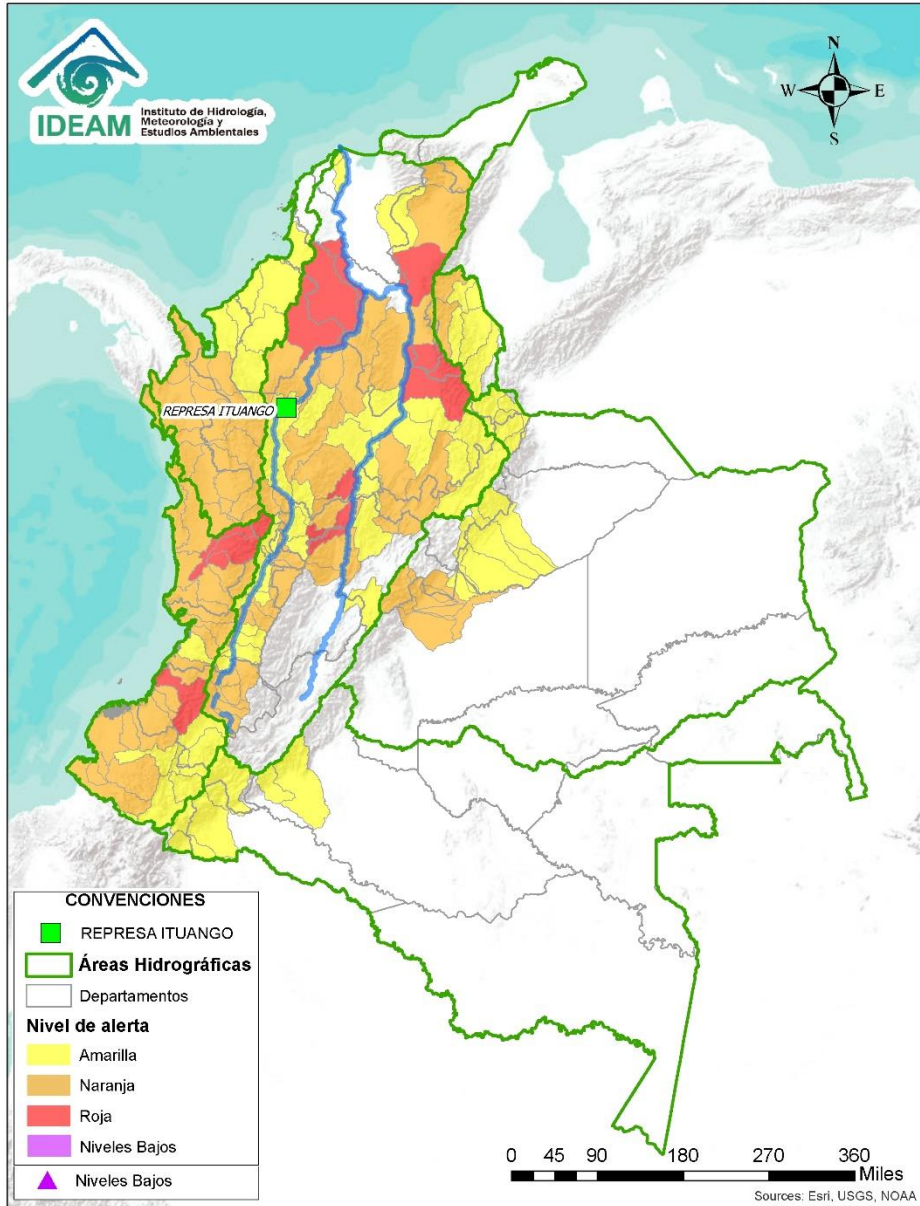 IDEAM
Instituto de Hidrología,
Meteorología y
Estudios Ambientales
N
W
E
S
REPRESA ITUANGO
CONVENCIONES
REPRESA ITUANGO
Áreas Hidrográficas
Departamentos
Nivel de alerta
Amarilla
Naranja
Roja
Niveles Bajos
Niveles Bajos
0 45 90 180 270 360
Miles
Sources: Esri, USGS, NOAA